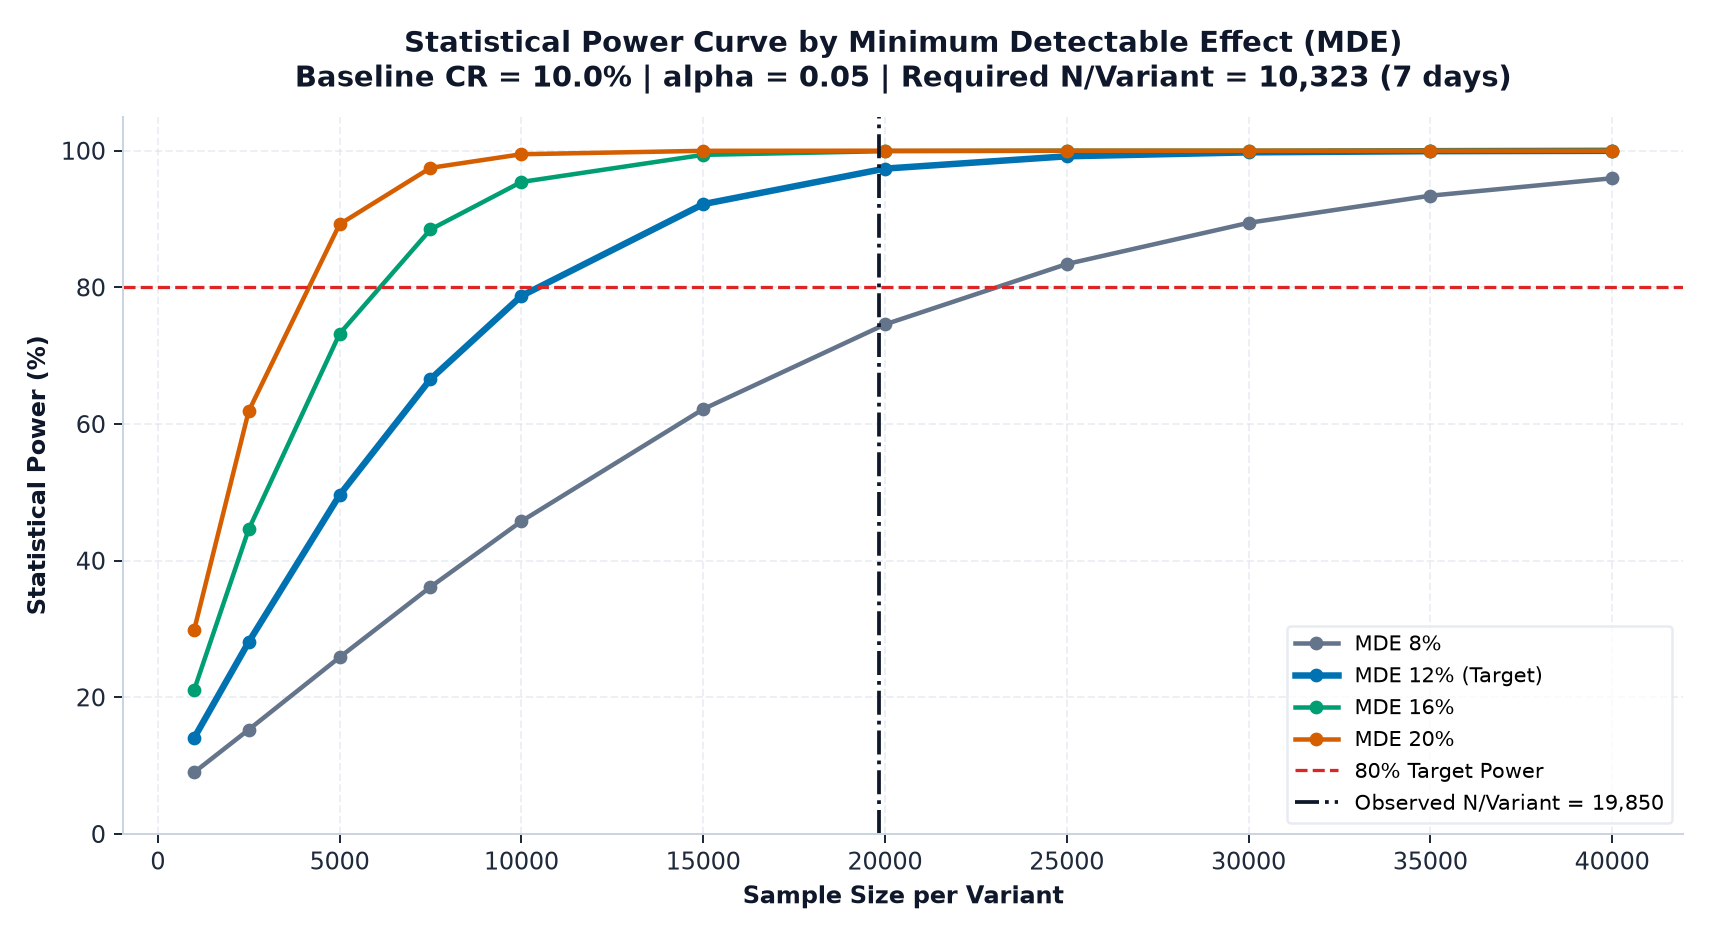 Statistical Power Curve by Minimum Detectable Effect (MDE)
Baseline CR = 10.0% | alpha = 0.05 | Required N/Variant = 10,323 (7 days)
Statistical Power (%)
100
80
60
40
20
0
0 5000 10000 15000 20000 25000 30000 35000 40000
Sample Size per Variant
MDE 8%
MDE 12% (Target)
MDE 16%
MDE 20%
80% Target Power
Observed N/Variant = 19,850